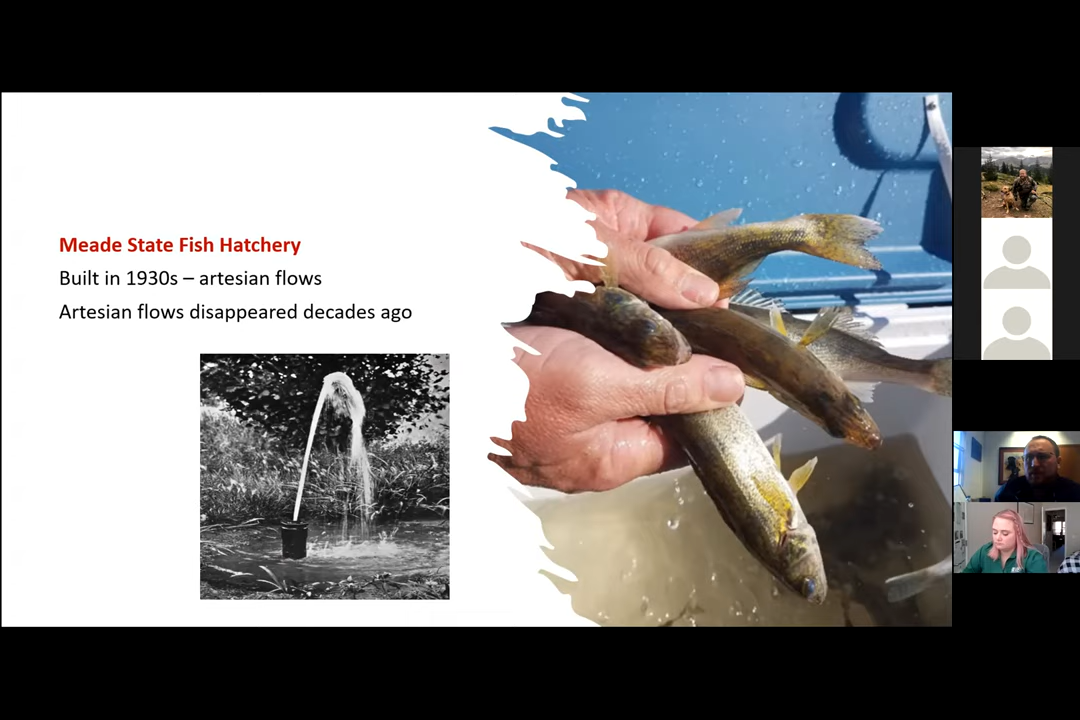 Meade State Fish Hatchery
Built in 1930s – artesian flows
Artesian flows disappeared decades ago